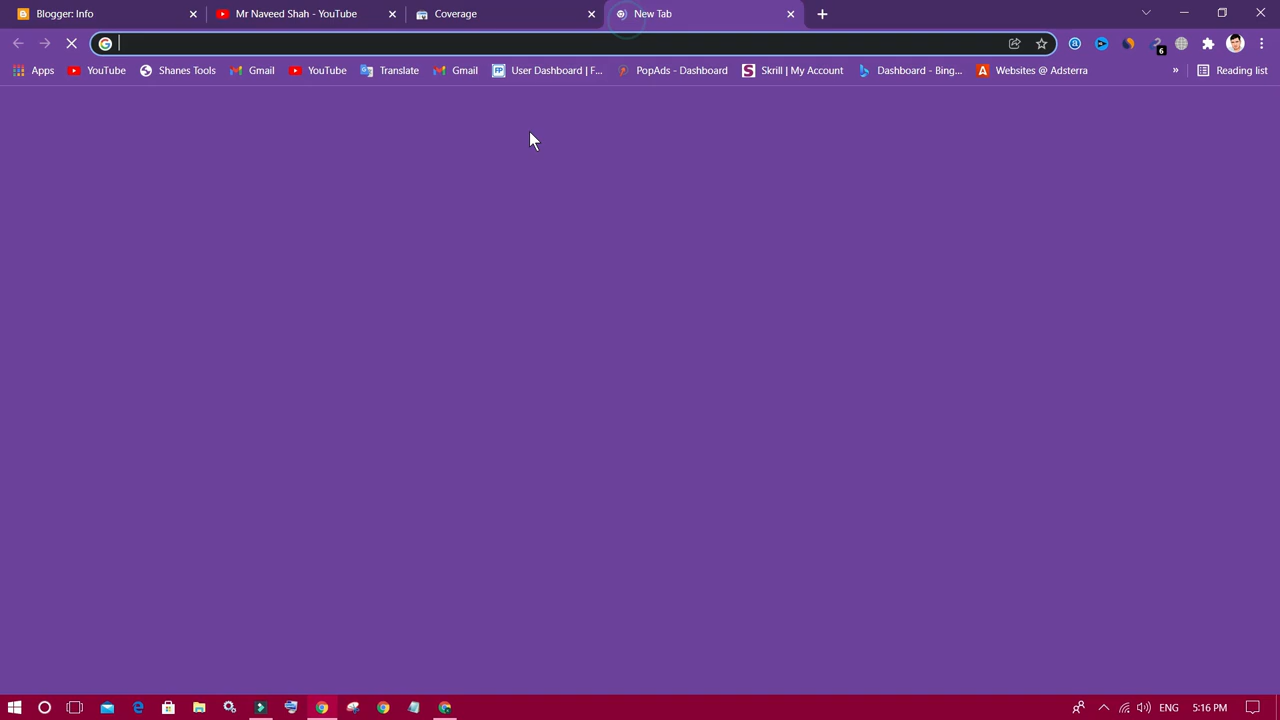 Blogger: Info
Mr Naveed Shah - YouTube
Coverage
New Tab
6
Apps
YouTube
Shanes Tools
Gmail
YouTube
Translate
Gmail
User Dashboard | F...
PopAds - Dashboard
Skrill | My Account
Dashboard - Bing...
Websites @ Adsterra
»
Reading list
ENG
5:16 PM